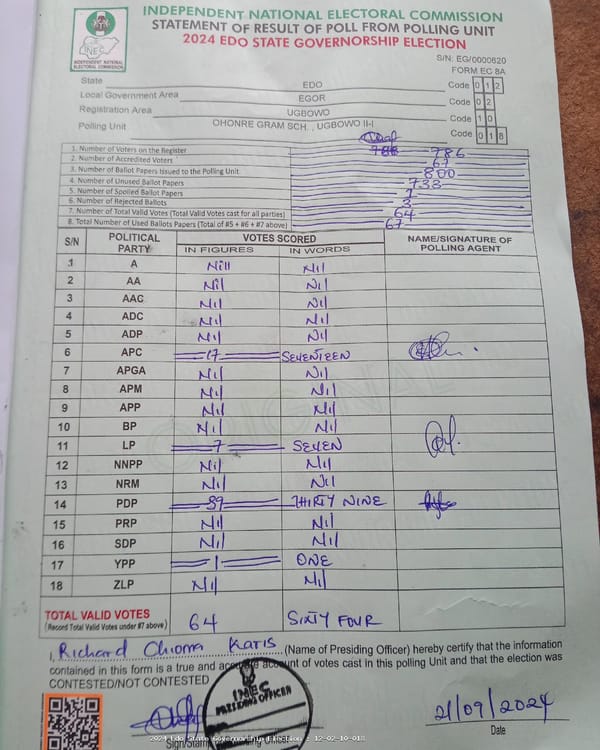 INDEPENDENT NATIONAL ELECTORAL COMMISSION
STATEMENT OF RESULT OF POLL FROM POLLING UNIT
2024 EDO STATE GOVERNORSHIP ELECTION
INEC
INDEPENDENT NATIONAL ELECTORAL COMMISSION
S/N: EG/0000620
FORM EC 8A
State EDO Code 0 1 2
Local Government Area EGOR Code 0 2
Registration Area UGBOWO Code 1 0
Polling Unit OHONRE GRAM SCH., UGBOWO II-I Code 0 1 8
1. Number of Voters on the Register 786
2. Number of Accredited Voters 67
3. Number of Ballot Papers Issued to the Polling Unit 800
4. Number of Unused Ballot Papers 733
5. Number of Spoiled Ballot Papers
6. Number of Rejected Ballots 3
7. Number of Total Valid Votes (Total Valid Votes cast for all parties) 64
8. Total Number of Used Ballots Papers (Total of #5 + #6 + #7 above) 67
S/N POLITICAL PARTY VOTES SCORED NAME/SIGNATURE OF POLLING AGENT
IN FIGURES IN WORDS
1 A Nill Nil
2 AA Nil Nil
3 AAC Nil Nil
4 ADC Nil Nil
5 ADP Nil Nil
6 APC 17 SEVENTEEN
7 APGA Nil Nil
8 APM Nil Nil
9 APP Nil Nil
10 BP Nil Nil
11 LP 7 SEVEN
12 NNPP Nil Nil
13 NRM Nil Nil
14 PDP 39 THIRTY NINE
15 PRP Nil Nil
16 SDP Nil Nil
17 YPP 1 ONE
18 ZLP Nil Nil
ORIGINAL
TOTAL VALID VOTES 64 SIXTY FOUR
(Record Total Valid Votes under #7 above)
I, Richard Chioma Karis (Name of Presiding Officer) hereby certify that the information
contained in this form is a true and accurate account of votes cast in this polling Unit and that the election was
CONTESTED/NOT CONTESTED
INEC
PRESIDING OFFICER
21/09/2024
Date
2024 Edo State Governorship Election - 12-02-10-018